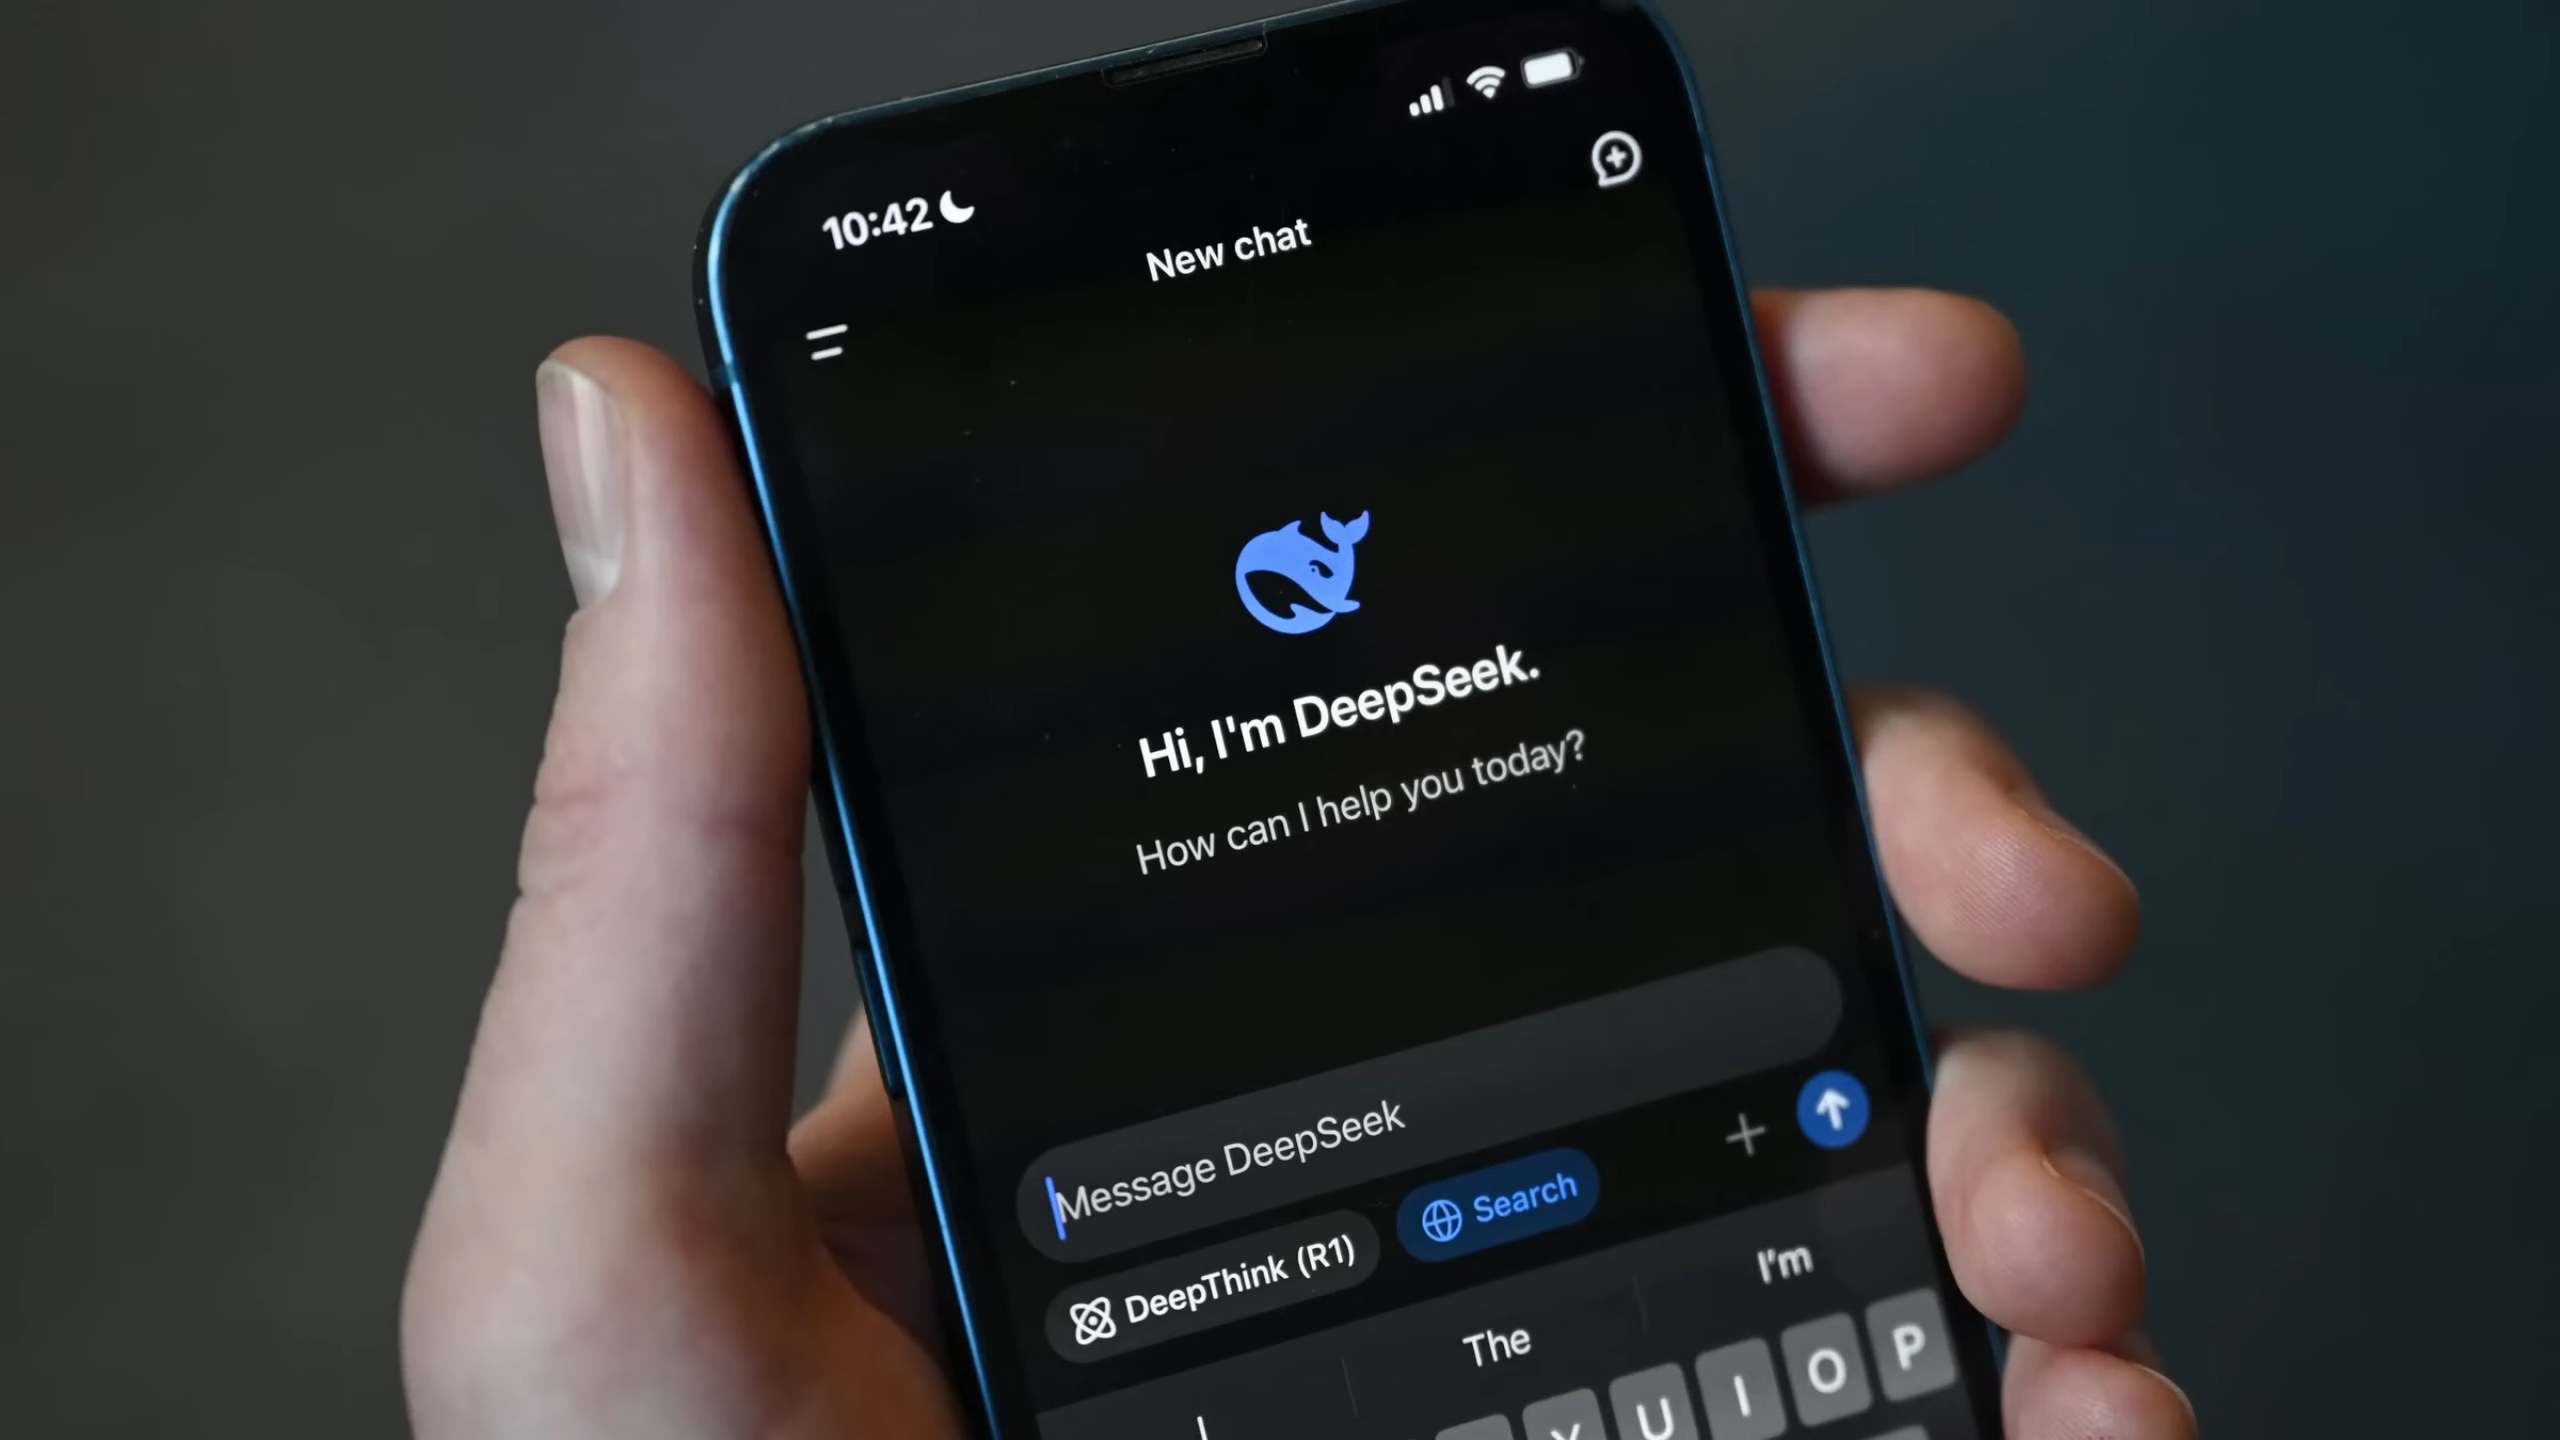 10:42
New chat
Hi, I'm DeepSeek.
How can I help you today?
Message DeepSeek
DeepThink (R1)
Search
I
The
I'm
Y U I O P